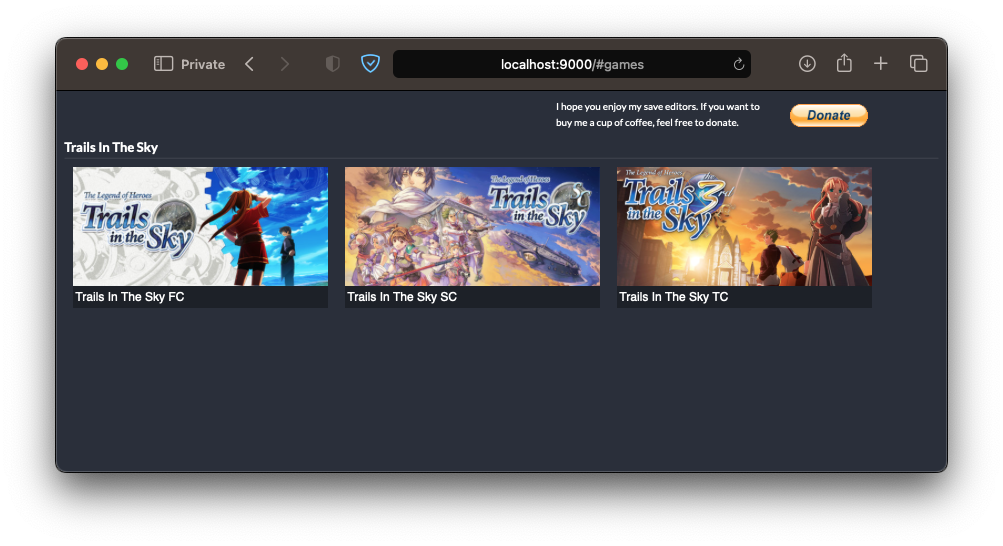 Private
localhost:9000/#games
I hope you enjoy my save editors. If you want
to buy me a cup of coffee, feel free to donate.
Donate
Trails In The Sky
The Legend of Heroes
Trails
in the Sky
The Legend of Heroes
Trails
in the Sky
SC
The Legend of Heroes
the
Trails 3rd
in the Sky
Trails In The Sky FC
Trails In The Sky SC
Trails In The Sky TC